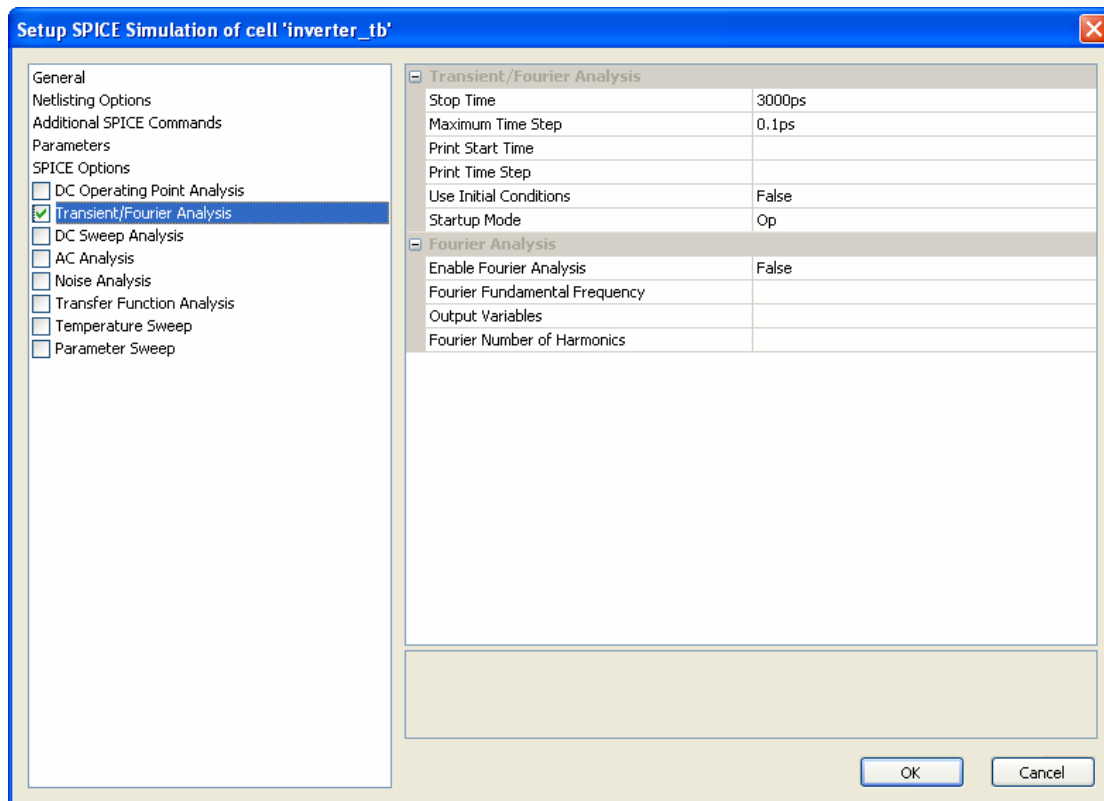 Setup SPICE Simulation of cell 'inverter_tb'
General
Netlisting Options
Additional SPICE Commands
Parameters
SPICE Options
DC Operating Point Analysis
Transient/Fourier Analysis
DC Sweep Analysis
AC Analysis
Noise Analysis
Transfer Function Analysis
Temperature Sweep
Parameter Sweep
Transient/Fourier Analysis
Stop Time 3000ps
Maximum Time Step 0.1ps
Print Start Time
Print Time Step
Use Initial Conditions False
Startup Mode Op
Fourier Analysis
Enable Fourier Analysis False
Fourier Fundamental Frequency
Output Variables
Fourier Number of Harmonics
OK Cancel